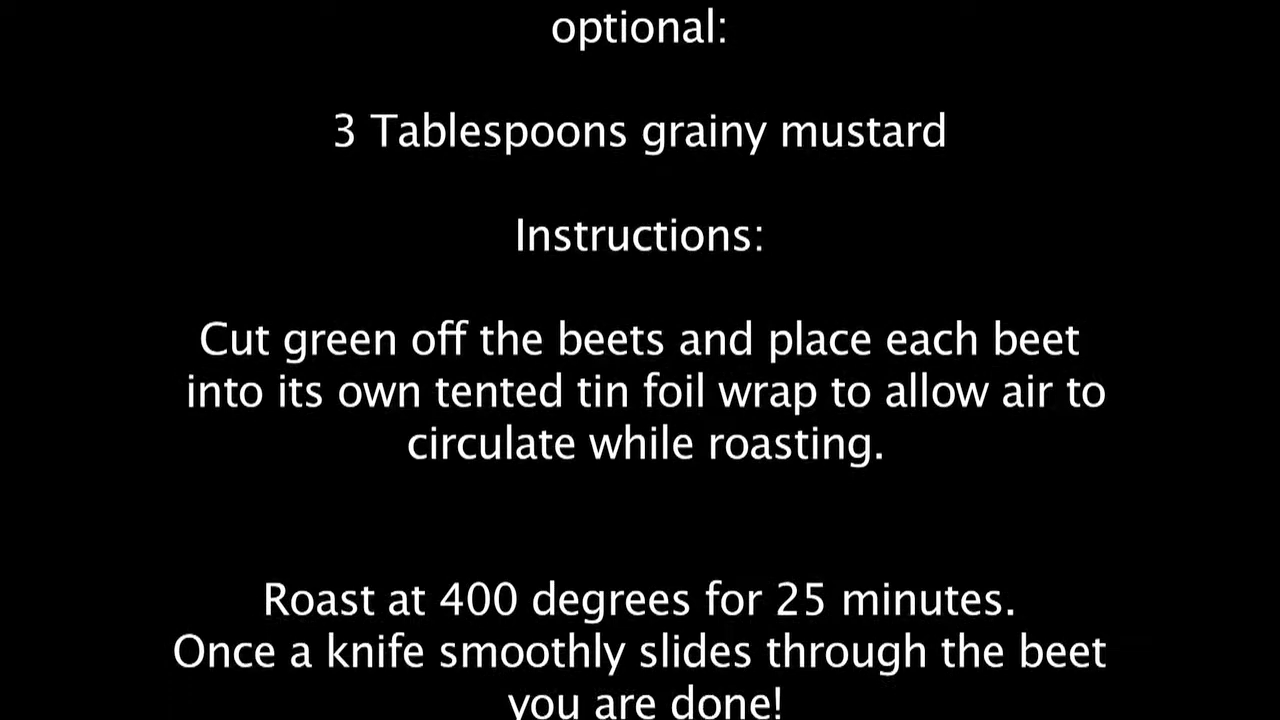 optional:
3 Tablespoons grainy mustard
Instructions:
Cut green off the beets and place each beet
into its own tented tin foil wrap to allow air to
circulate while roasting.
Roast at 400 degrees for 25 minutes.
Once a knife smoothly slides through the beet
you are done!